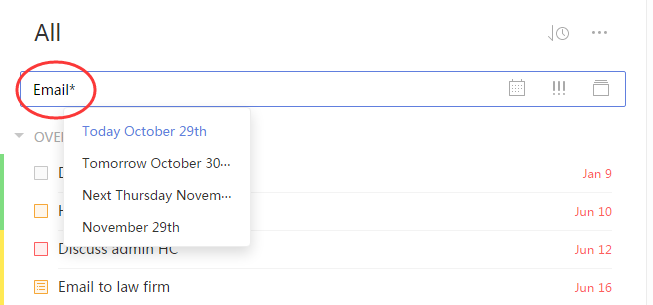 All
Email*
Today October 29th
OVE
Tomorrow October 30...
Jan 9
Next Thursday Novem...
H
Jun 10
November 29th
Discuss admin HC
Jun 12
Email to law firm
Jun 16